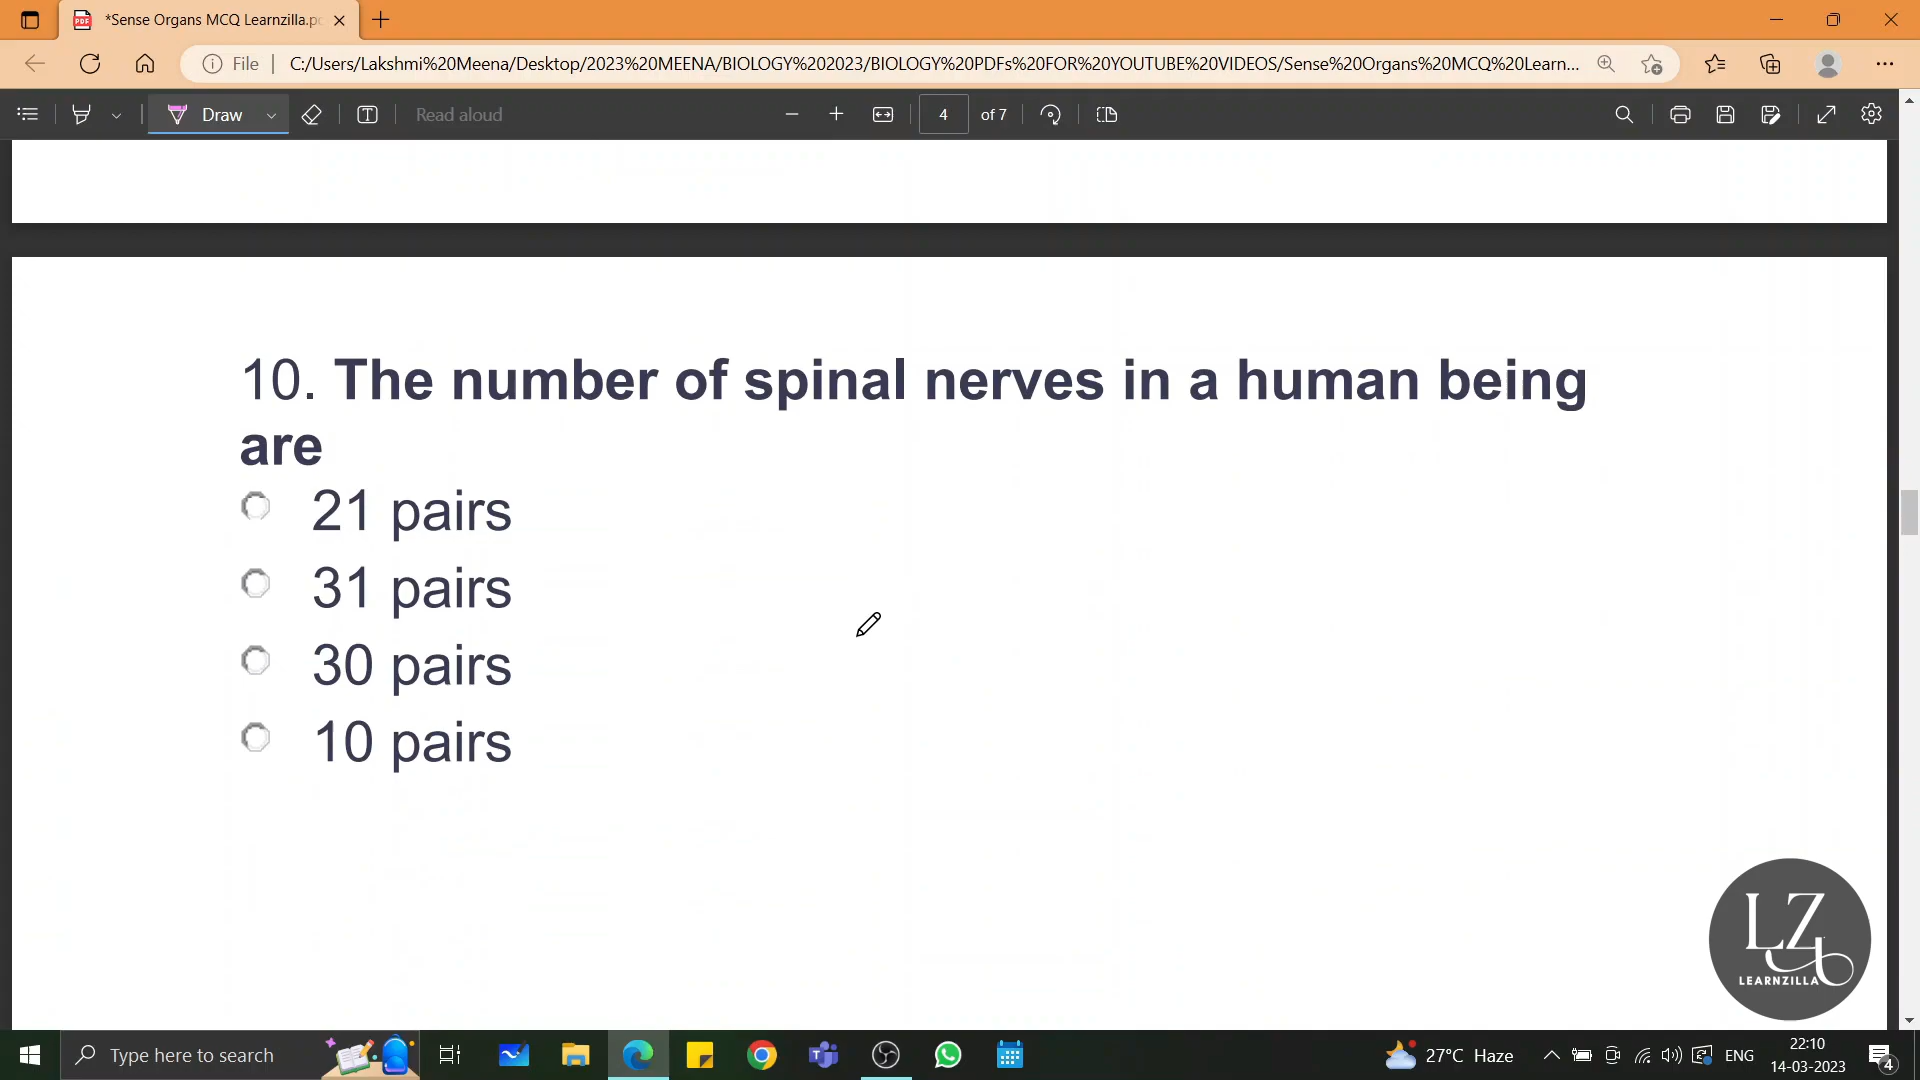 *Sense Organs MCQ Learnzilla.pd
File
C:/Users/Lakshmi%20Meena/Desktop/2023%20MEENA/BIOLOGY%202023/BIOLOGY%20PDFs%20FOR%20YOUTUBE%20VIDEOS/Sense%20Organs%20MCQ%20Learn...
Draw
Read aloud
4 of 7
10. The number of spinal nerves in a human being
are
21 pairs
31 pairs
30 pairs
10 pairs
LZ
LEARNZILLA
Type here to search
27°C Haze
ENG
22:10
14-03-2023
4